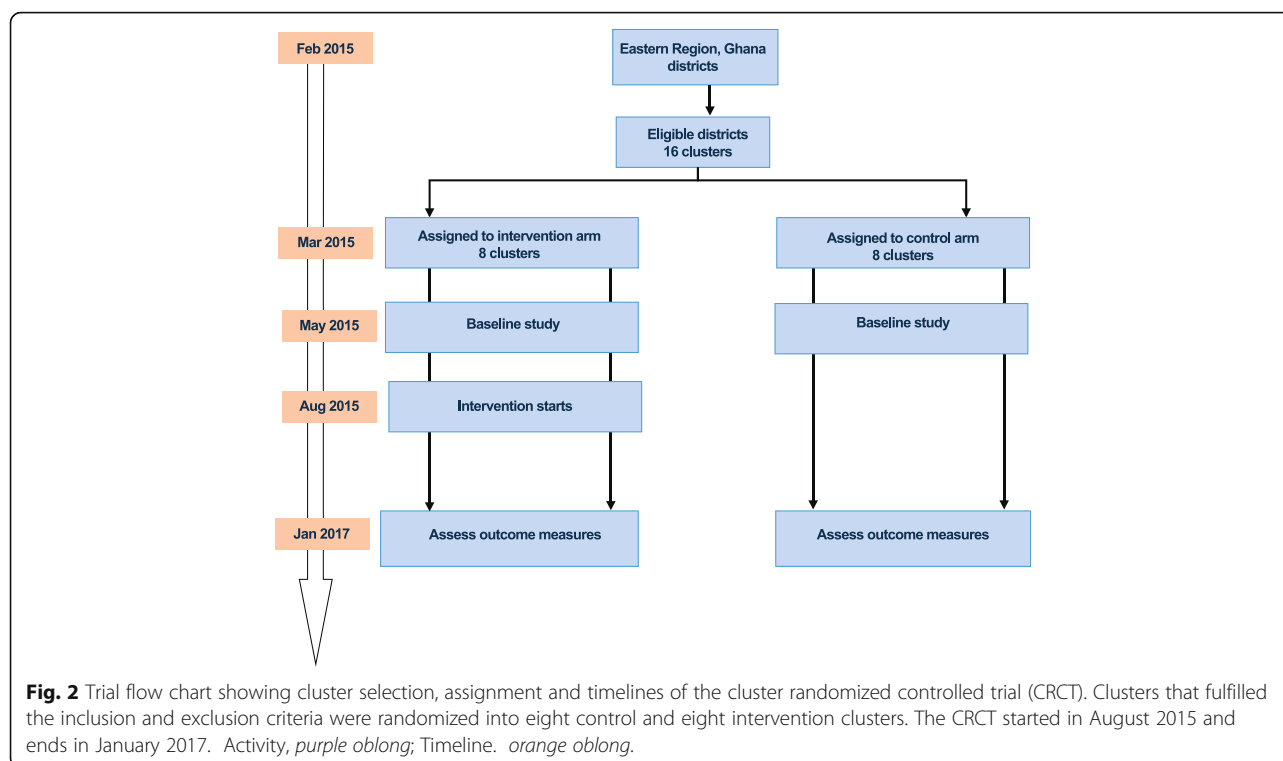 Feb 2015
Eastern Region, Ghana
districts
Eligible districts
16 clusters
Mar 2015
Assigned to intervention arm
8 clusters
Assigned to control arm
8 clusters
May 2015
Baseline study
Baseline study
Aug 2015
Intervention starts
Jan 2017
Assess outcome measures
Assess outcome measures
Fig. 2 Trial flow chart showing cluster selection, assignment and timelines of the cluster randomized controlled trial (CRCT). Clusters that fulfilled
the inclusion and exclusion criteria were randomized into eight control and eight intervention clusters. The CRCT started in August 2015 and
ends in January 2017. Activity, purple oblong; Timeline. orange oblong.